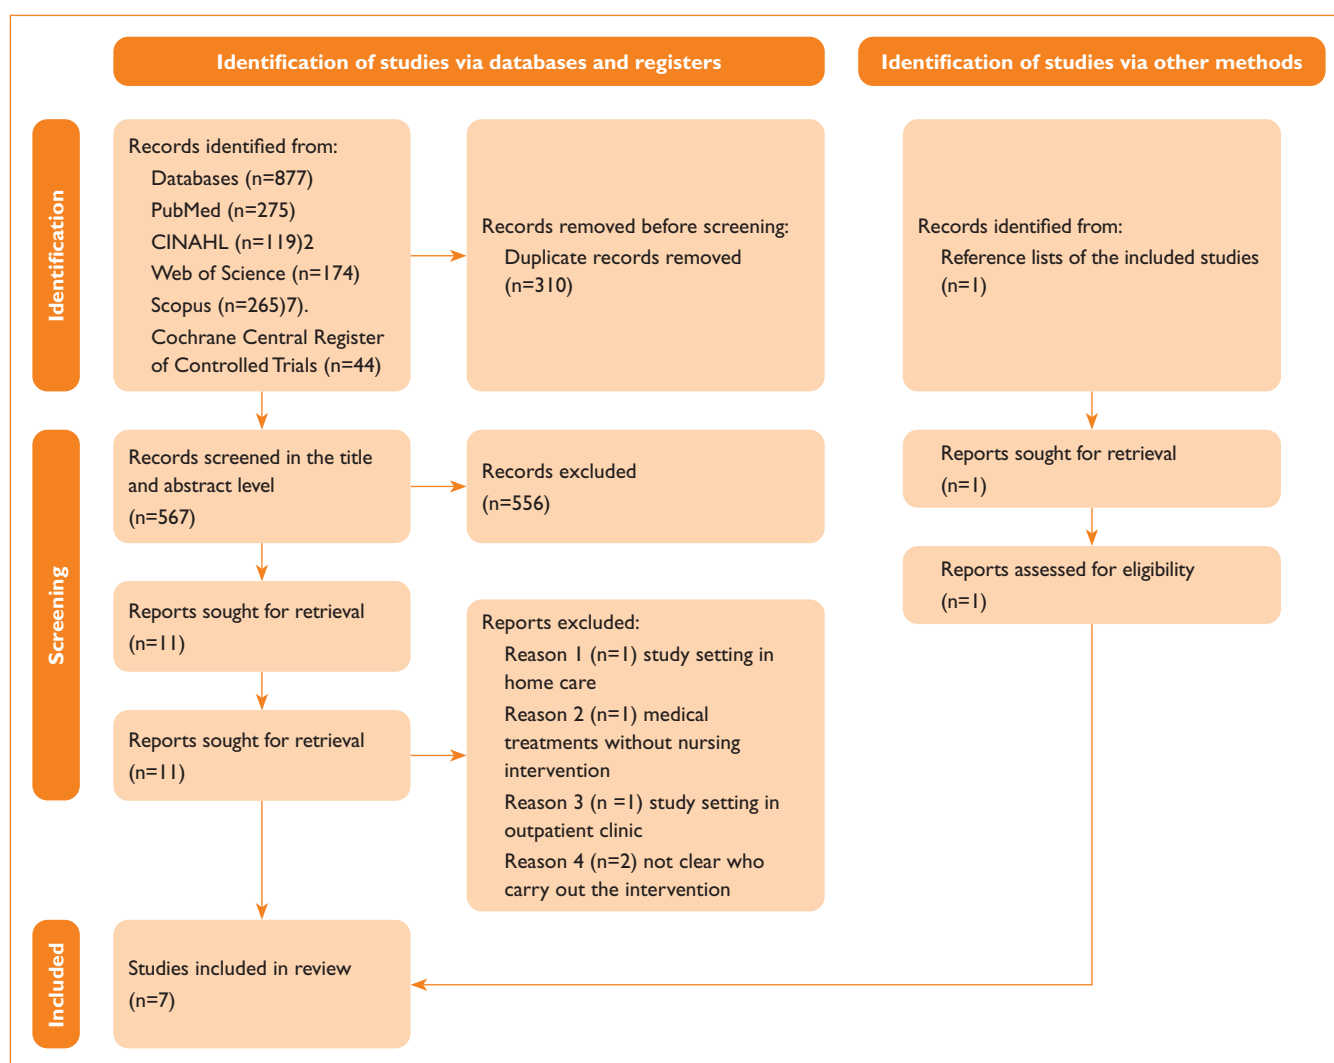 Identification of studies via databases and registers
Identification of studies via other methods
Identification
Records identified from:
Databases (n=877)
PubMed (n=275)
CINAHL (n=119)2
Web of Science (n=174)
Scopus (n=265)7).
Cochrane Central Register
of Controlled Trials (n=44)
Records removed before screening:
Duplicate records removed
(n=310)
Records identified from:
Reference lists of the included studies
(n=1)
Screening
Records screened in the title
and abstract level
(n=567)
Records excluded
(n=556)
Reports sought for retrieval
(n=1)
Reports assessed for eligibility
(n=1)
Reports sought for retrieval
(n=11)
Reports sought for retrieval
(n=11)
Reports excluded:
Reason 1 (n=1) study setting in
home care
Reason 2 (n=1) medical
treatments without nursing
intervention
Reason 3 (n =1) study setting in
outpatient clinic
Reason 4 (n=2) not clear who
carry out the intervention
Included
Studies included in review
(n=7)